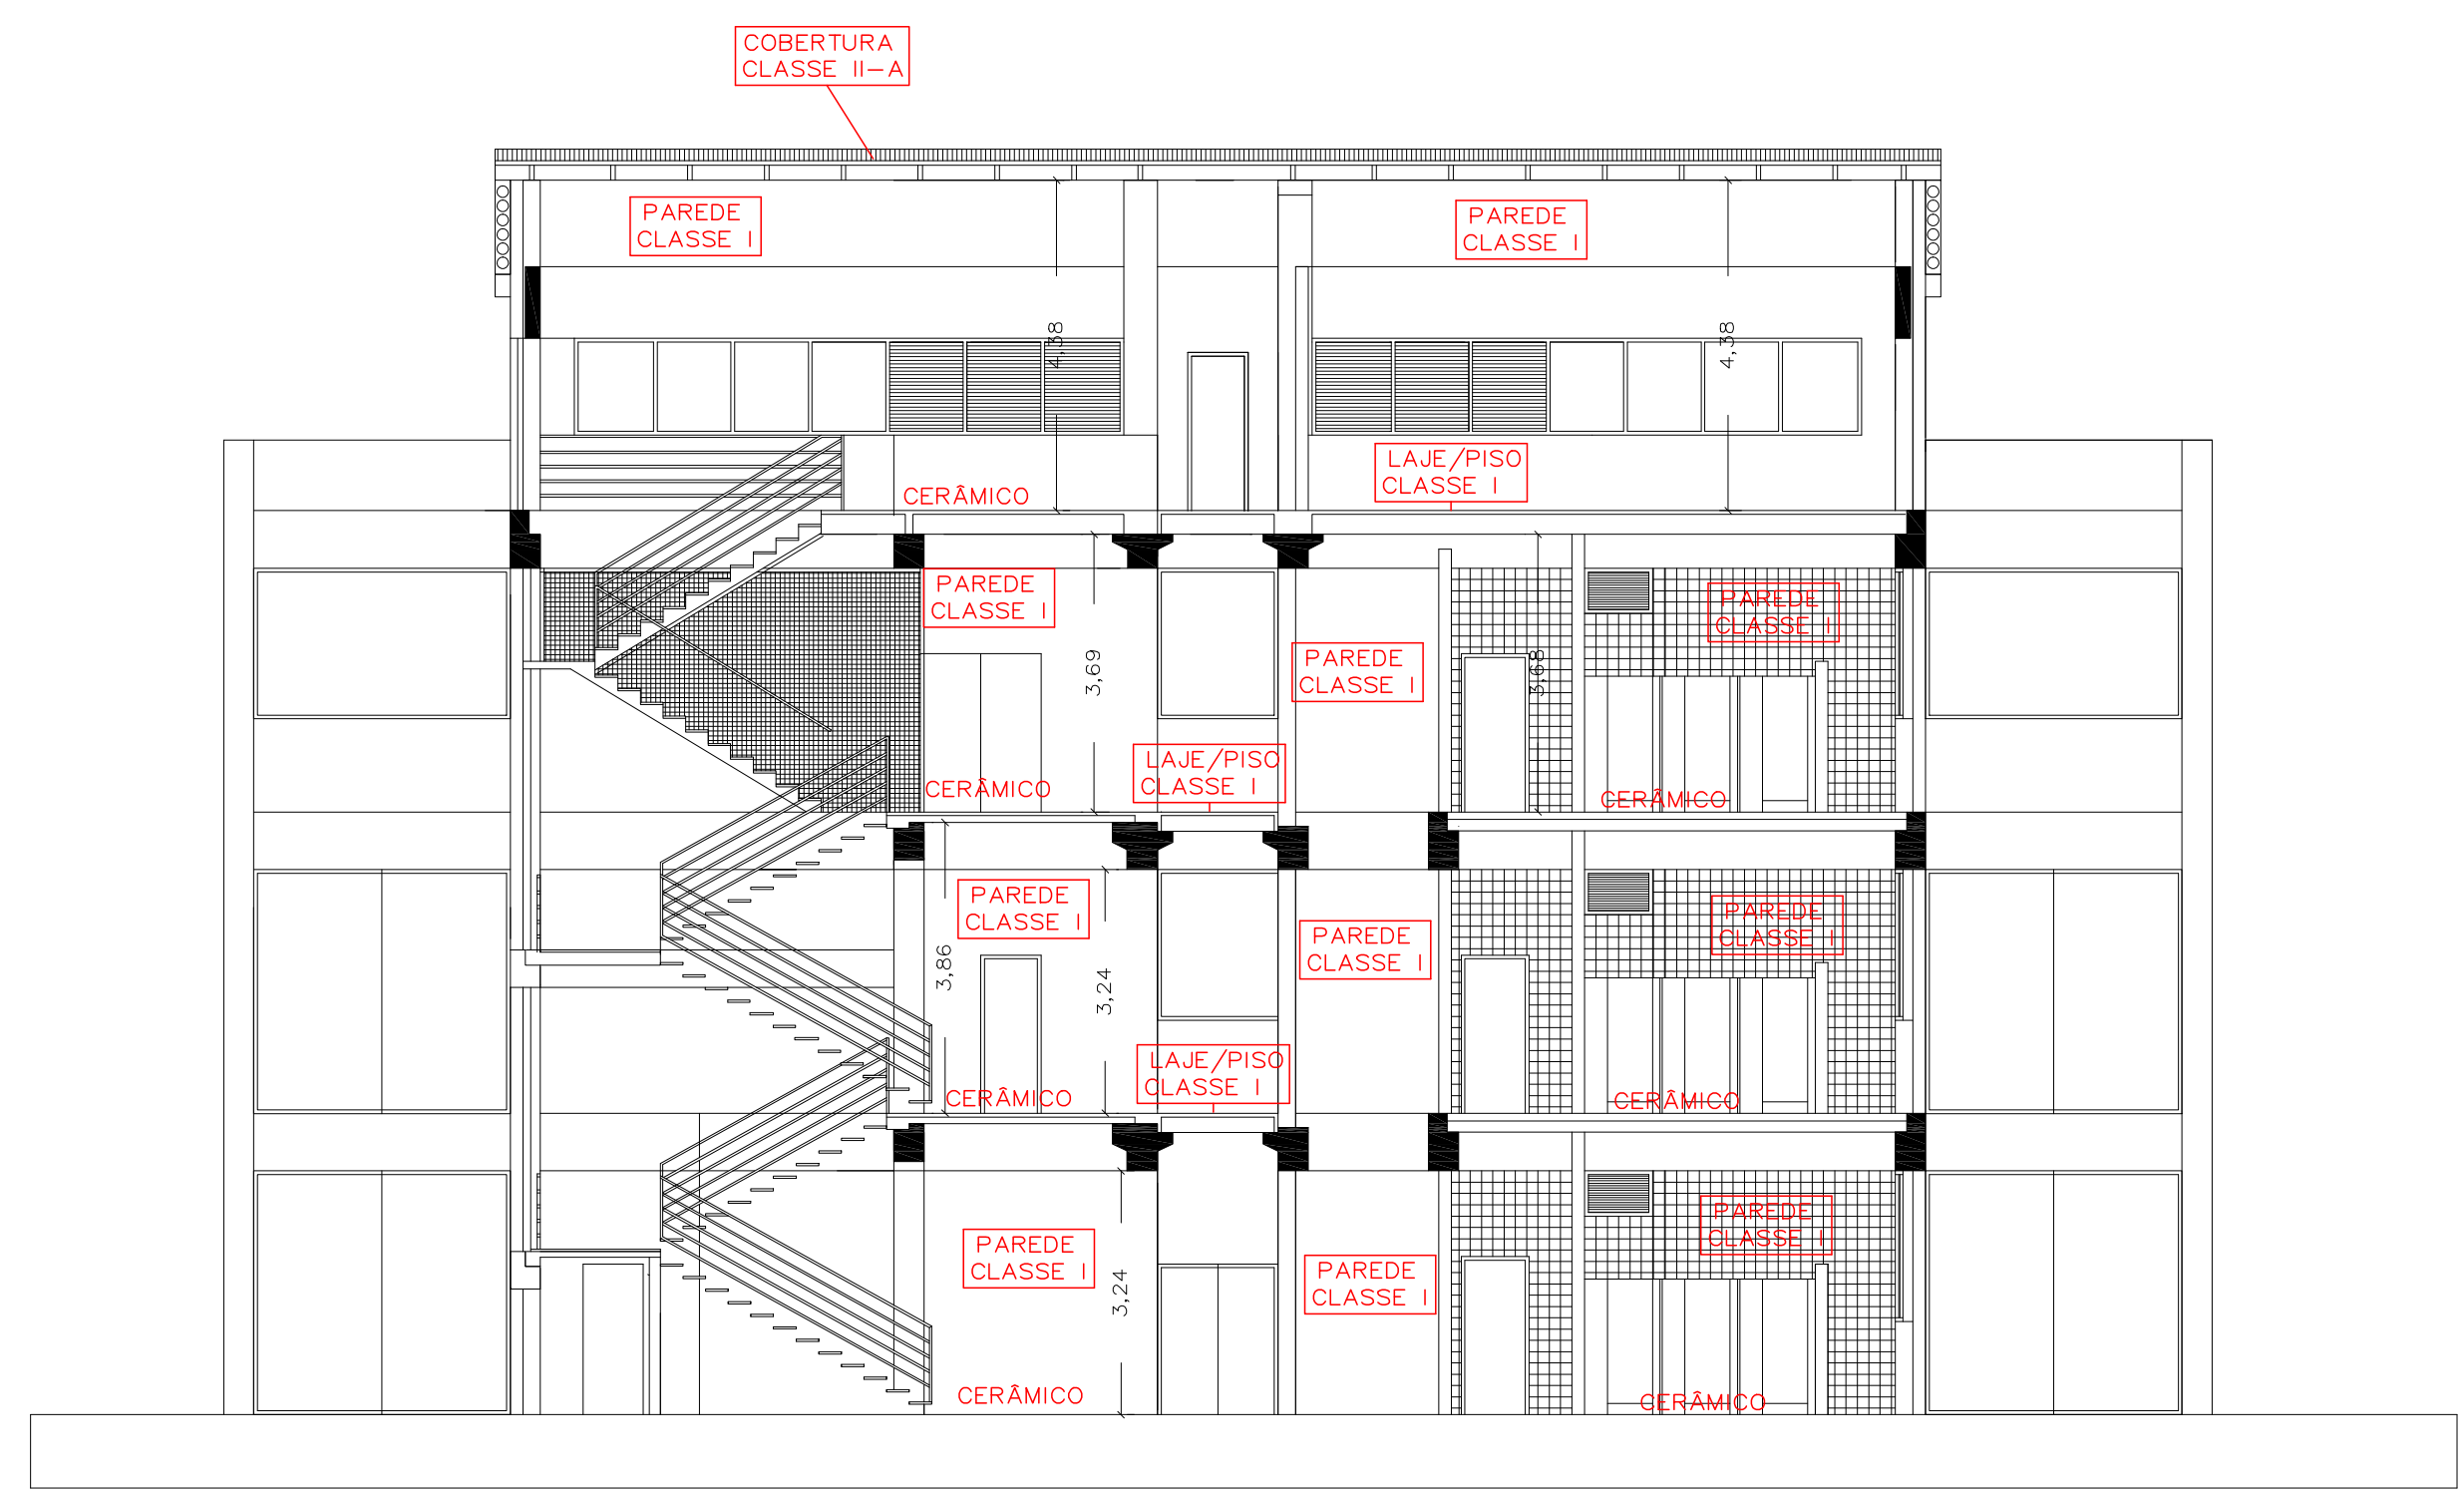 COBERTURA
CLASSE II-A
PAREDE
CLASSE I
PAREDE
CLASSE I
4,38
4,38
LAJE/PISO
CLASSE I
CERÂMICO
PAREDE
CLASSE I
PAREDE
CLASSE I
PAREDE
CLASSE I
3,69
3,68
LAJE/PISO
CLASSE I
CERÂMICO
CERÂMICO
PAREDE
CLASSE I
PAREDE
CLASSE I
PAREDE
CLASSE I
3,86
3,24
LAJE/PISO
CLASSE I
CERÂMICO
CERÂMICO
PAREDE
CLASSE I
PAREDE
CLASSE I
PAREDE
CLASSE I
3,24
CERÂMICO
CERÂMICO